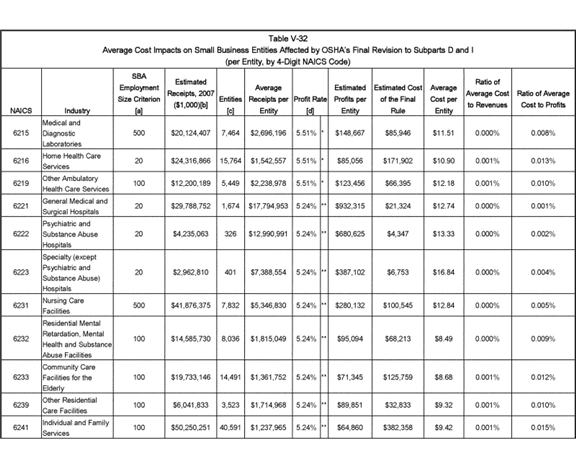 Table V-32
Average Cost Impacts on Small Business Entities Affected by OSHA's Final Revision to Subparts D and I
(per Entity, by 4-Digit NAICS Code)
NAICS Industry SBA Employment Size Criterion [a] Estimated Receipts, 2007 ($1,000)[b] Entities [c] Average Receipts per Entity Profit Rate [d] Estimated Profits per Entity Estimated Cost of the Final Rule Average Cost per Entity Ratio of Average Cost to Revenues Ratio of Average Cost to Profits
6215 Medical and Diagnostic Laboratories 500 $20,124,407 7,464 $2,696,196 5.51% * $148,667 $85,946 $11.51 0.000% 0.008%
6216 Home Health Care Services 20 $24,316,866 15,764 $1,542,557 5.51% * $85,056 $171,902 $10.90 0.001% 0.013%
6219 Other Ambulatory Health Care Services 100 $12,200,189 5,449 $2,238,978 5.51% * $123,456 $66,395 $12.18 0.001% 0.010%
6221 General Medical and Surgical Hospitals 20 $29,788,752 1,674 $17,794,953 5.24% ** $932,315 $21,324 $12.74 0.000% 0.001%
6222 Psychiatric and Substance Abuse Hospitals 20 $4,235,063 326 $12,990,991 5.24% ** $680,625 $4,347 $13.33 0.000% 0.002%
6223 Specialty (except Psychiatric and Substance Abuse) Hospitals 20 $2,962,810 401 $7,388,554 5.24% ** $387,102 $6,753 $16.84 0.000% 0.004%
6231 Nursing Care Facilities 500 $41,876,375 7,832 $5,346,830 5.24% ** $280,132 $100,545 $12.84 0.000% 0.005%
6232 Residential Mental Retardation, Mental Health and Substance Abuse Facilities 100 $14,585,730 8,036 $1,815,049 5.24% ** $95,094 $68,213 $8.49 0.000% 0.009%
6233 Community Care Facilities for the Elderly 100 $19,733,146 14,491 $1,361,752 5.24% ** $71,345 $125,759 $8.68 0.001% 0.012%
6239 Other Residential Care Facilities 100 $6,041,833 3,523 $1,714,968 5.24% ** $89,851 $32,833 $9.32 0.001% 0.010%
6241 Individual and Family Services 100 $50,250,251 40,591 $1,237,965 5.24% ** $64,860 $382,358 $9.42 0.001% 0.015%